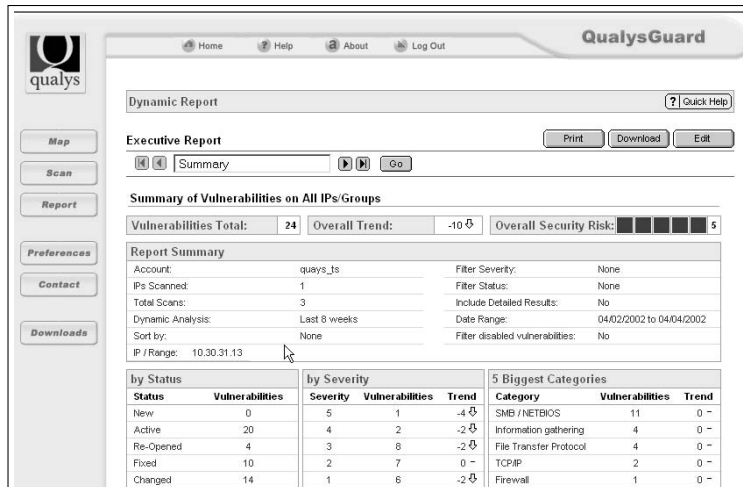 qualys
Home
? Help
a About
Log Out
QualysGuard
Map
Scan
Report
Preferences
Contact
Downloads
Dynamic Report
? Quick Help
Executive Report
Print
Download
Edit
Summary
Go
Summary of Vulnerabilities on All IPs/Groups
Vulnerabilities Total: 24
Overall Trend: -10
Overall Security Risk: 5
Report Summary
Account: quays_ts
Filter Severity: None
IPs Scanned: 1
Filter Status: None
Total Scans: 3
Include Detailed Results: No
Dynamic Analysis: Last 8 weeks
Date Range: 04/02/2002 to 04/04/2002
Sort by: None
Filter disabled vulnerabilities: No
IP / Range: 10.30.31.13
by Status
Status Vulnerabilities
New 0
Active 20
Re-Opened 4
Fixed 10
Changed 14
by Severity
Severity Vulnerabilities Trend
5 1 -4
4 2 -2
3 8 -2
2 7 0 -
1 6 -2
5 Biggest Categories
Category Vulnerabilities Trend
SMB / NETBIOS 11 0 -
Information gathering 4 0 -
File Transfer Protocol 4 0 -
TCP/IP 2 0 -
Firewall 1 0 -